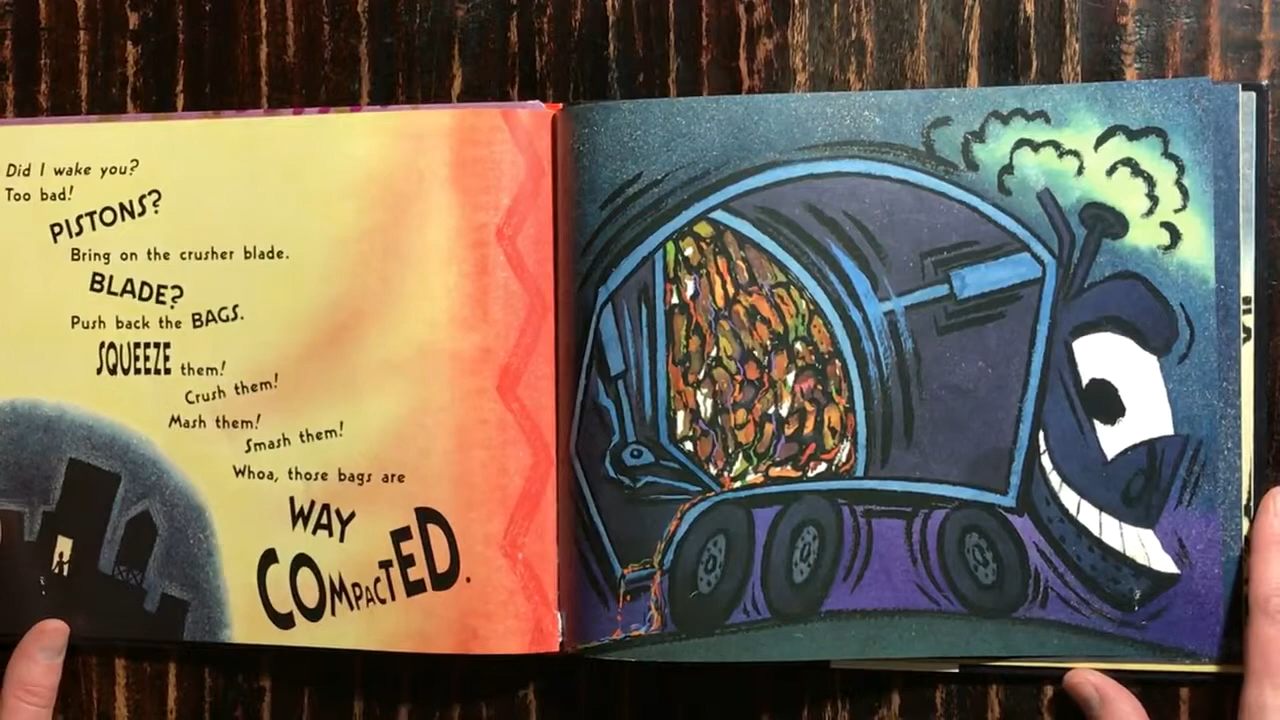 Did I wake you?
Too bad!
PISTONS?
Bring on the crusher blade.
BLADE?
Push back the BAGS.
SQUEEZE them!
Crush them!
Mash them!
Smash them!
Whoa, those bags are
WAY
COMPACTED.